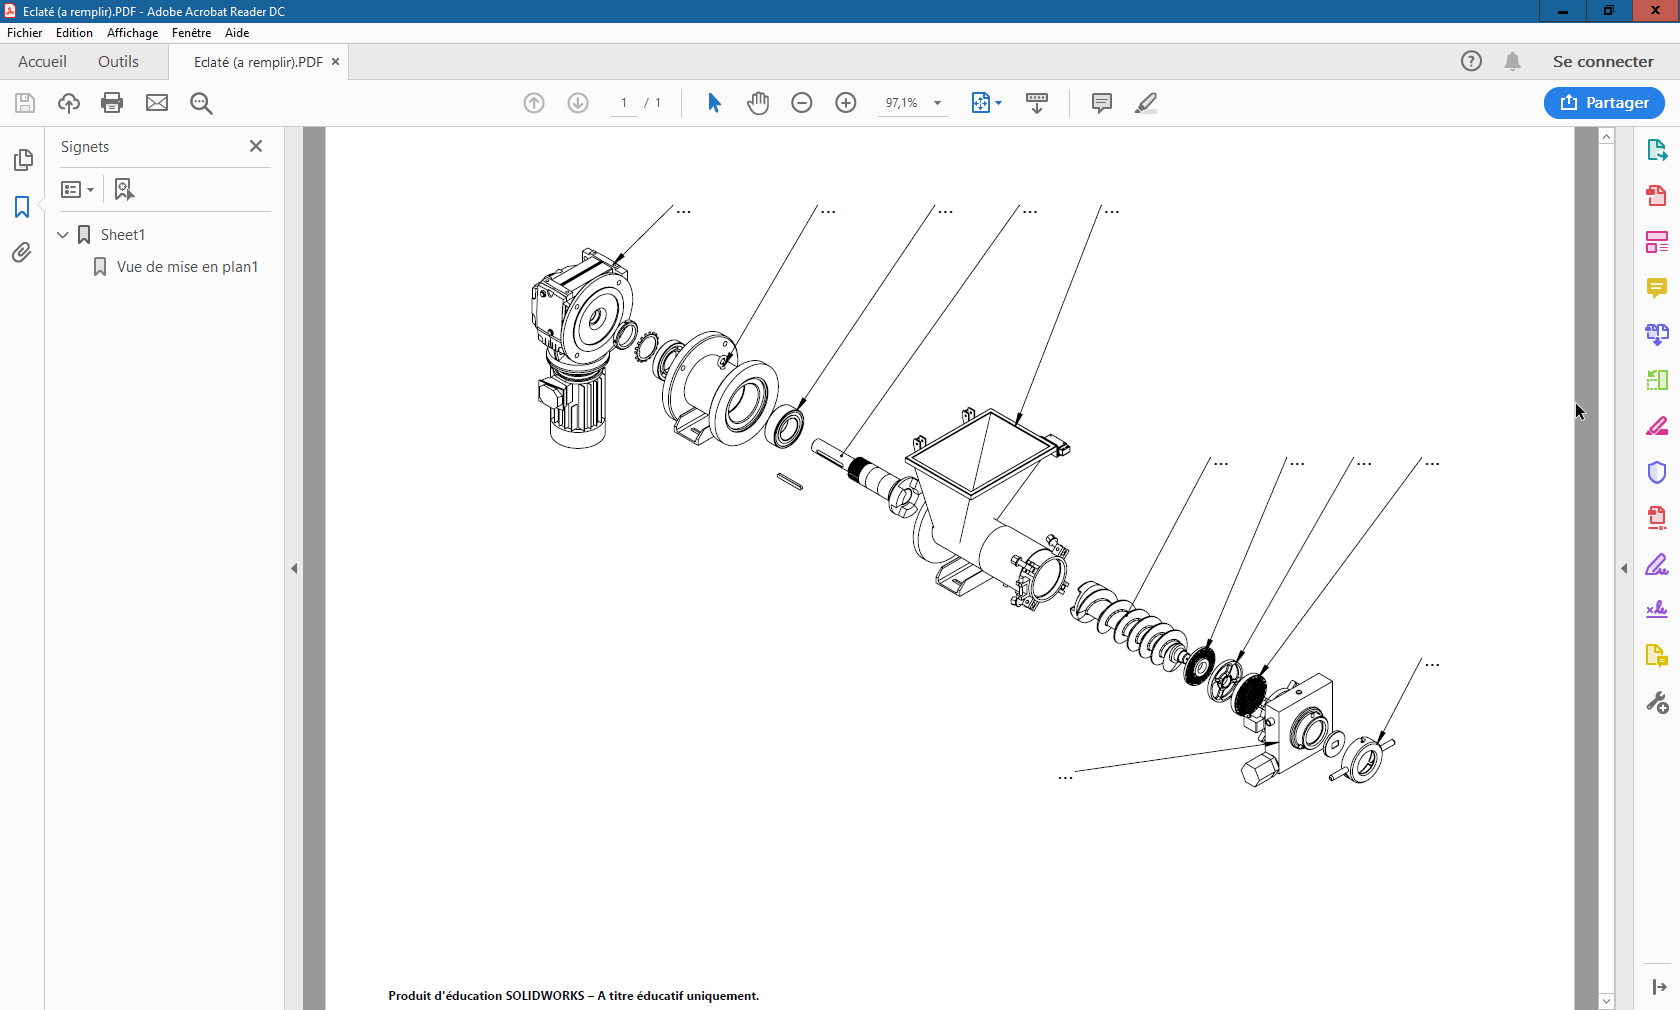 Eclaté (a remplir).PDF - Adobe Acrobat Reader DC
Fichier Edition Affichage Fenêtre Aide
Accueil Outils Eclaté (a remplir).PDF × Se connecter
1 / 1 97,1% Partager
Signets
Sheet1
Vue de mise en plan1
... ... ... ... ...
... ... ... ...
...
...
Produit d'éducation SOLIDWORKS – A titre éducatif uniquement.